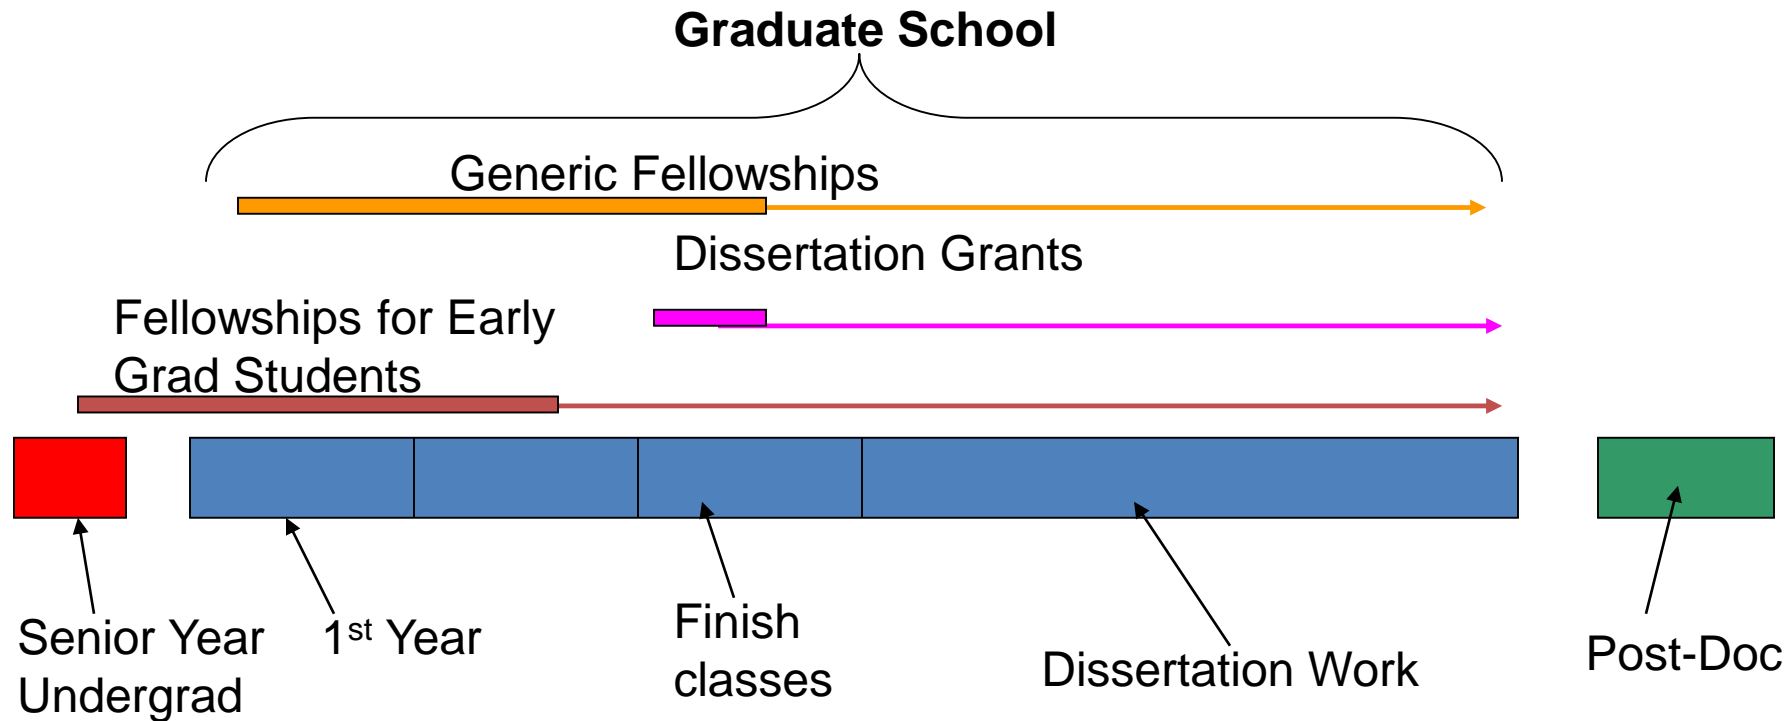 Graduate School
Generic Fellowships
Dissertation Grants
Fellowships for Early
Grad Students
Senior Year
Undergrad
1st Year
Finish
classes
Dissertation Work
Post-Doc